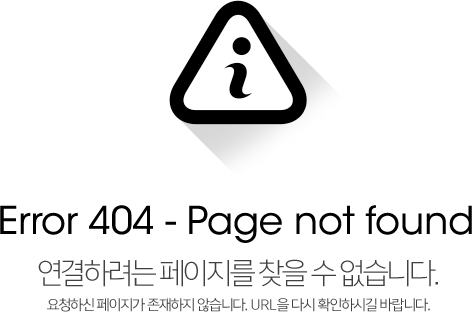 Error 404 - Page not found
연결하려는 페이지를 찾을 수 없습니다.
요청하신 페이지가 존재하지 않습니다. URL을 다시 확인하시길 바랍니다.